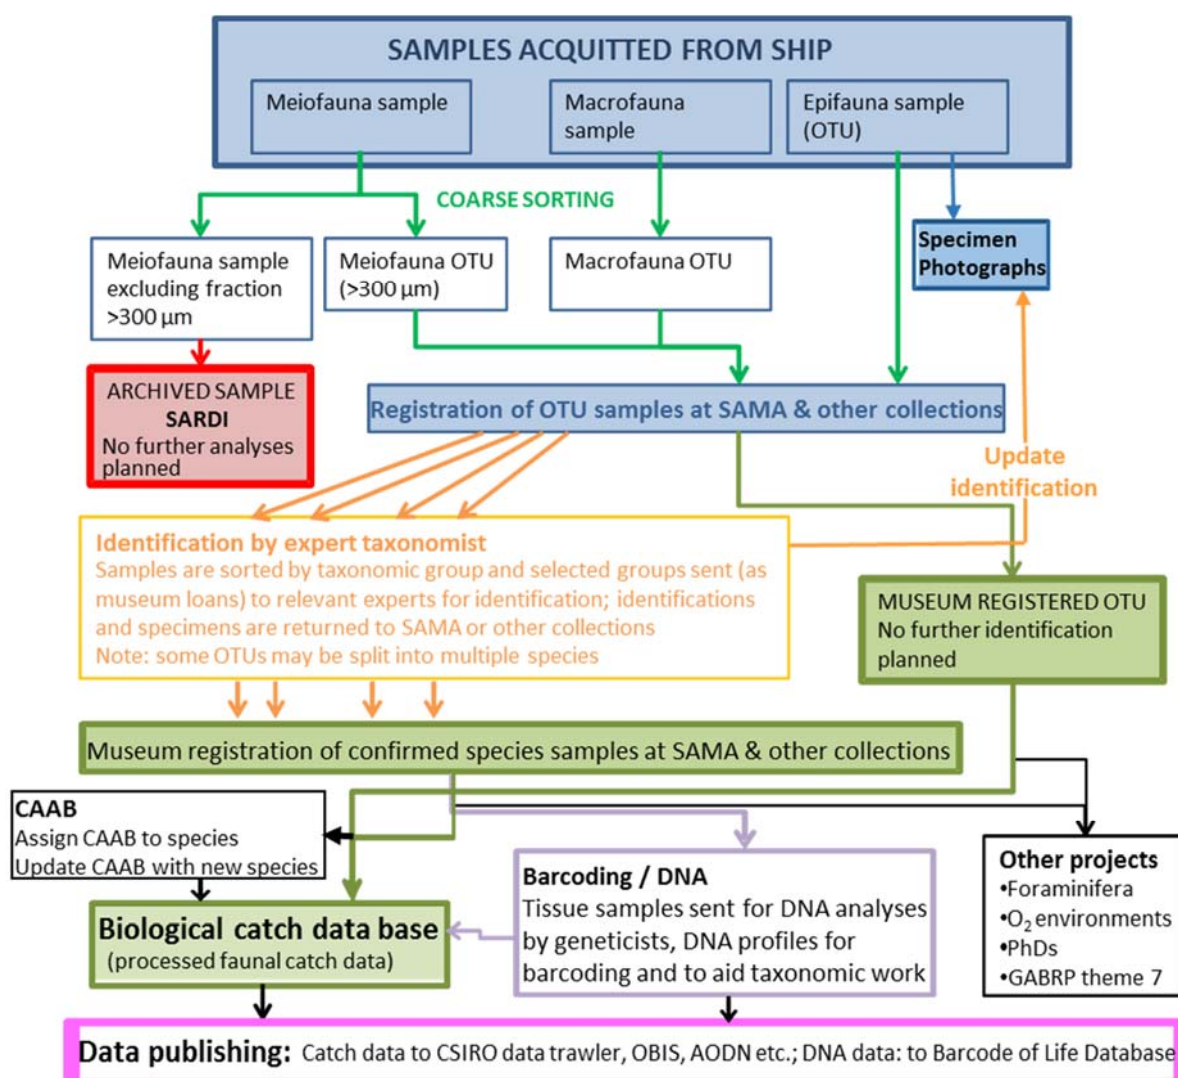 SAMPLES ACQUITTED FROM SHIP
Meiofauna sample
Macrofauna
sample
Epifauna sample
(OTU)
COARSE SORTING
Meiofauna sample
excluding fraction
>300 µm
Meiofauna OTU
(>300 µm)
Macrofauna OTU
Specimen
Photographs
ARCHIVED SAMPLE
SARDI
No further analyses
planned
Registration of OTU samples at SAMA & other collections
Update
identification
Identification by expert taxonomist
Samples are sorted by taxonomic group and selected groups sent (as
museum loans) to relevant experts for identification; identifications
and specimens are returned to SAMA or other collections
Note: some OTUs may be split into multiple species
MUSEUM REGISTERED OTU
No further identification
planned
Museum registration of confirmed species samples at SAMA & other collections
CAAB
Assign CAAB to species
Update CAAB with new species
Barcoding / DNA
Tissue samples sent for DNA analyses
by geneticists, DNA profiles for
barcoding and to aid taxonomic work
Other projects
•Foraminifera
•O₂ environments
•PhDs
•GABRP theme 7
Biological catch data base
(processed faunal catch data)
Data publishing: Catch data to CSIRO data trawler, OBIS, AODN etc.; DNA data: to Barcode of Life Database